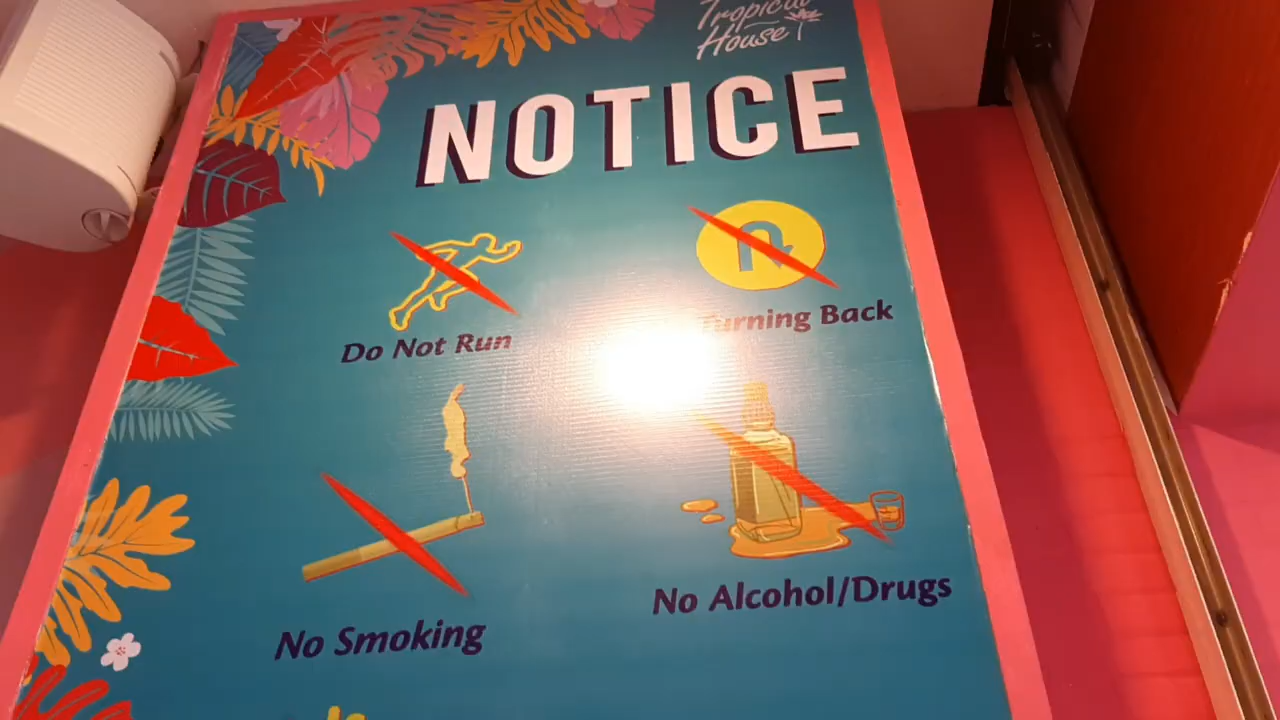 Tropical
House
NOTICE
Do Not Run
Turning Back
No Smoking
No Alcohol/Drugs